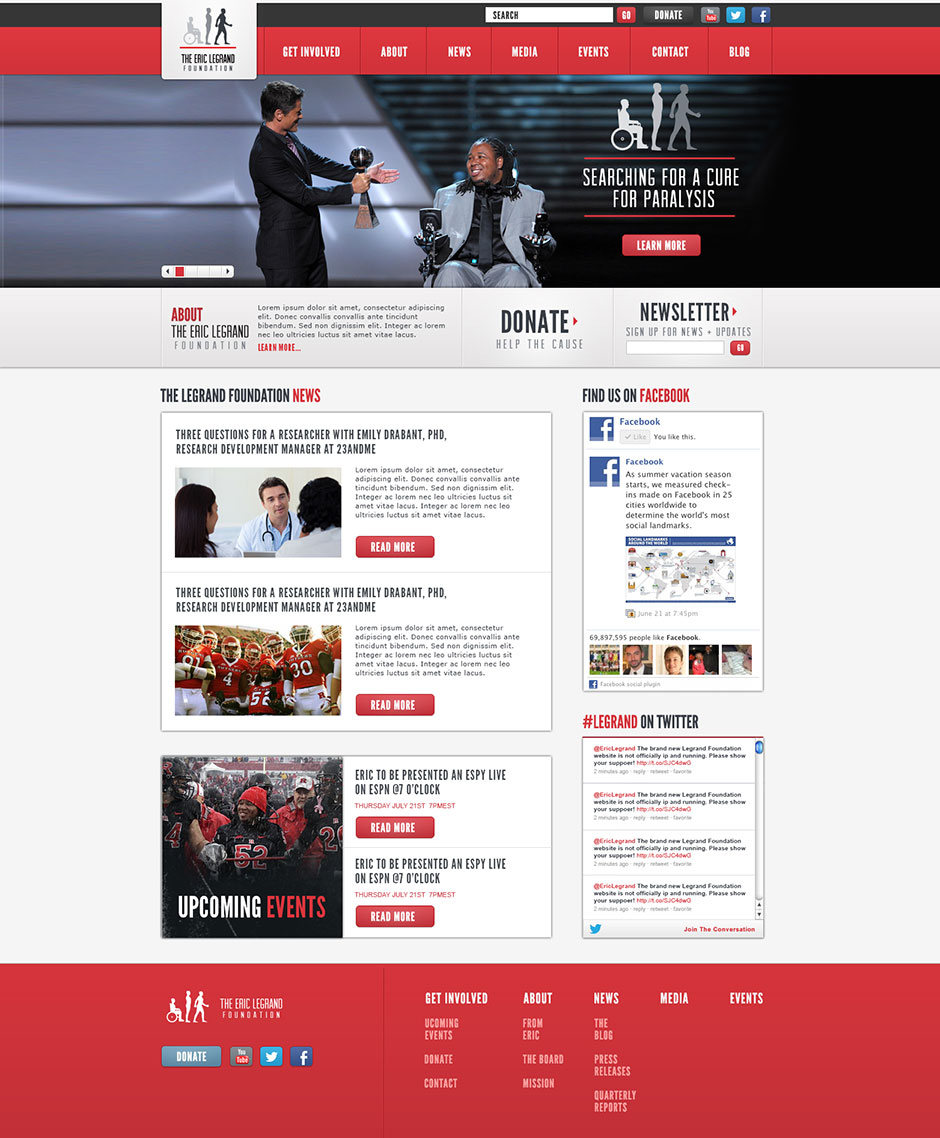 SEARCH
GO
DONATE
You
Tube
THE ERIC LEGRAND
FOUNDATION
GET INVOLVED
ABOUT
NEWS
MEDIA
EVENTS
CONTACT
BLOG
SEARCHING FOR A CURE
FOR PARALYSIS
LEARN MORE
ABOUT
THE ERIC LEGRAND
FOUNDATION
Lorem ipsum dolor sit amet, consectetur adipiscing
elit. Donec convallis convallis ante tincidunt
bibendum. Sed non dignissim elit. Integer ac lorem
nec leo ultricies luctus sit amet vitae lacus.
LEARN MORE...
DONATE
HELP THE CAUSE
NEWSLETTER
SIGN UP FOR NEWS + UPDATES
GO
THE LEGRAND FOUNDATION NEWS
THREE QUESTIONS FOR A RESEARCHER WITH EMILY DRABANT, PHD,
RESEARCH DEVELOPMENT MANAGER AT 23ANDME
Lorem ipsum dolor sit amet, consectetur
adipiscing elit. Donec convallis convallis ante
tincidunt bibendum. Sed non dignissim elit.
Integer ac lorem nec leo ultricies luctus sit
amet vitae lacus. Integer ac lorem nec leo
ultricies luctus sit amet vitae lacus.
READ MORE
THREE QUESTIONS FOR A RESEARCHER WITH EMILY DRABANT, PHD,
RESEARCH DEVELOPMENT MANAGER AT 23ANDME
Lorem ipsum dolor sit amet, consectetur
adipiscing elit. Donec convallis convallis ante
tincidunt bibendum. Sed non dignissim elit.
Integer ac lorem nec leo ultricies luctus sit
amet vitae lacus. Integer ac lorem nec leo
ultricies luctus sit amet vitae lacus.
READ MORE
4
52
30
FIND US ON FACEBOOK
Facebook
Like
You like this.
Facebook
As summer vacation season
starts, we measured check-
ins made on Facebook in 25
cities worldwide to
determine the world's most
social landmarks.
SOCIAL LANDMARKS
AROUND THE WORLD
June 21 at 7:45pm
69,897,595 people like Facebook.
Facebook social plugin
#LEGRAND ON TWITTER
@EricLegrand The brand new Legrand Foundation
website is not officially ip and running. Please show
your suppoer! http://t.co/SJC4dwG
2 minutes ago · reply · retweet · favorite
@EricLegrand The brand new Legrand Foundation
website is not officially ip and running. Please show
your suppoer! http://t.co/SJC4dwG
2 minutes ago · reply · retweet · favorite
@EricLegrand The brand new Legrand Foundation
website is not officially ip and running. Please show
your suppoer! http://t.co/SJC4dwG
2 minutes ago · reply · retweet · favorite
@EricLegrand The brand new Legrand Foundation
website is not officially ip and running. Please show
your suppoer! http://t.co/SJC4dwG
2 minutes ago · reply · retweet · favorite
Join The Conversation
52
UPCOMING EVENTS
ERIC TO BE PRESENTED AN ESPY LIVE
ON ESPN @7 O'CLOCK
THURSDAY JULY 21ST 7PMEST
READ MORE
ERIC TO BE PRESENTED AN ESPY LIVE
ON ESPN @7 O'CLOCK
THURSDAY JULY 21ST 7PMEST
READ MORE
THE ERIC LEGRAND
FOUNDATION
DONATE
You
Tube
GET INVOLVED
UCOMING
EVENTS
DONATE
CONTACT
ABOUT
FROM
ERIC
THE BOARD
MISSION
NEWS
THE
BLOG
PRESS
RELEASES
QUARTERLY
REPORTS
MEDIA
EVENTS